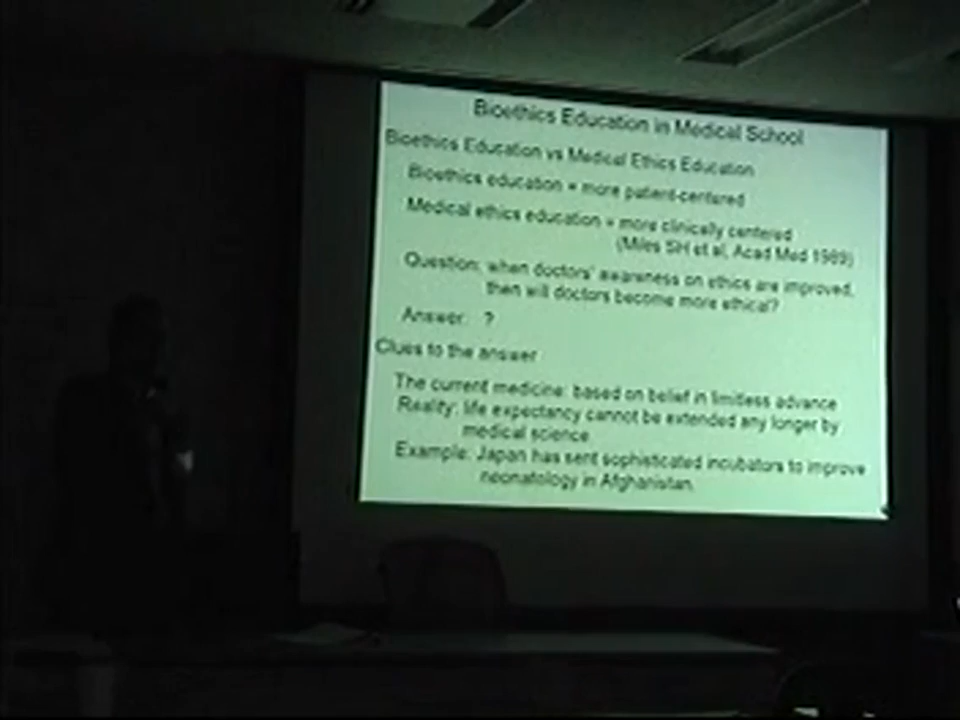 Bioethics Education in Medical School
Bioethics Education vs Medical Ethics Education
Bioethics education = more patient-centered
Medical ethics education = more clinically centered
(Miles SH et al, Acad Med 1989)
Question: when doctors' awareness on ethics are improved,
then will doctors become more ethical?
Answer: ?
Clues to the answer
The current medicine: based on belief in limitless advance
Reality: life expectancy cannot be extended any longer by
medical science
Example: Japan has sent sophisticated incubators to improve
neonatology in Afghanistan.